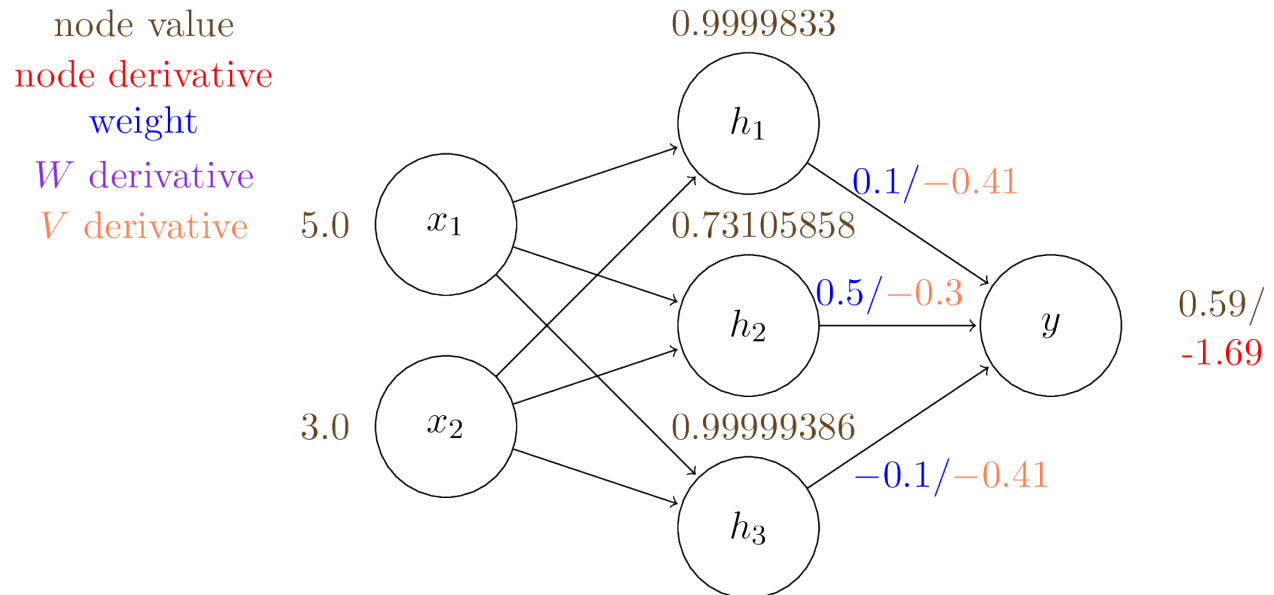 node value
node derivative
weight
W derivative
V derivative
0.9999833
h₁
0.1/−0.41
5.0
x₁
0.73105858
h₂
0.5/−0.3
y
0.59/
-1.69
3.0
x₂
0.99999386
h₃
−0.1/−0.41